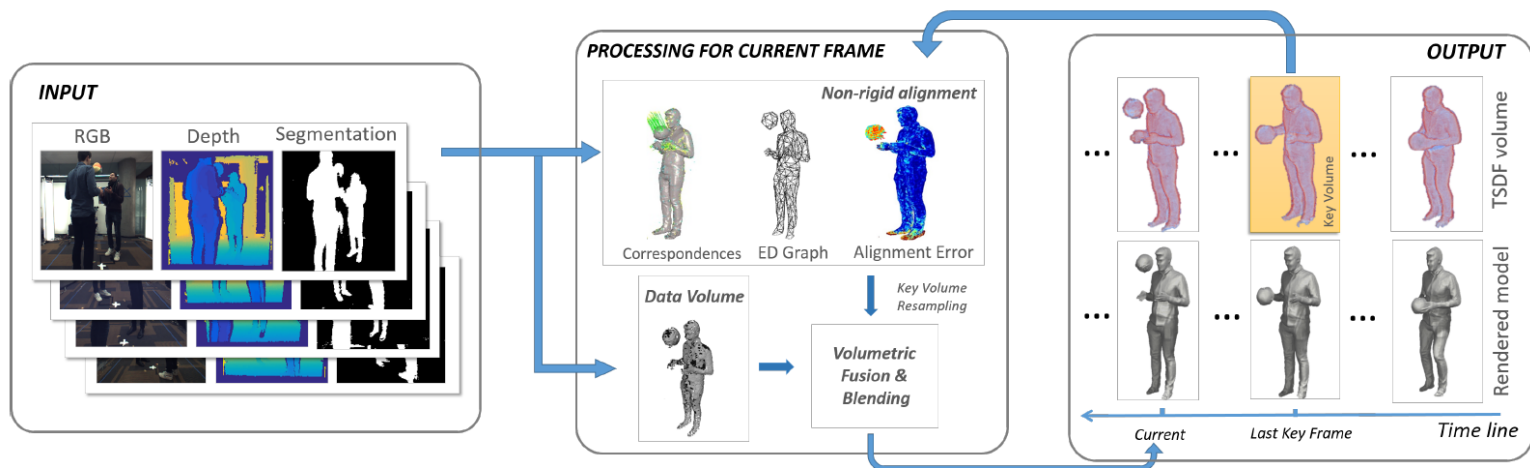 INPUT
RGB
Depth
Segmentation
PROCESSING FOR CURRENT FRAME
Non-rigid alignment
Correspondences
ED Graph
Alignment Error
Key Volume
Resampling
Data Volume
Volumetric
Fusion &
Blending
OUTPUT
...
...
...
Key Volume
TSDF volume
...
...
...
Rendered model
Current
Last Key Frame
Time line